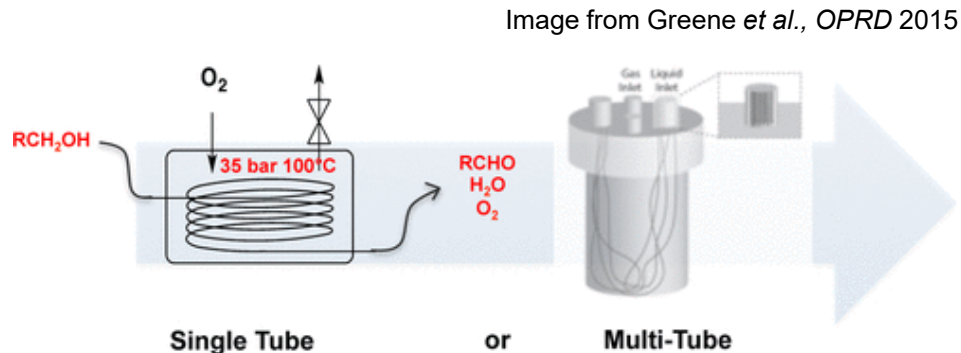 Image from Greene et al., OPRD 2015
O₂
RCH₂OH
35 bar 100°C
RCHO
H₂O
O₂
Gas Inlet
Liquid Inlet
Single Tube
or
Multi-Tube